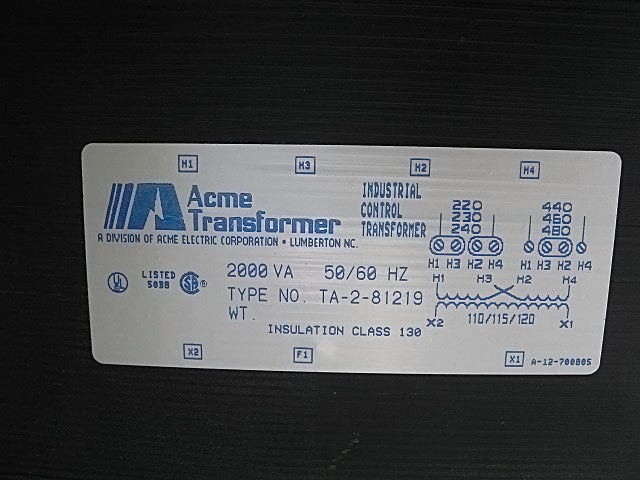 H1 H3 H2 H4
Acme
Transformer
A DIVISION OF ACME ELECTRIC CORPORATION • LUMBERTON NC.
INDUSTRIAL
CONTROL
TRANSFORMER
220
230
240
H1 H3 H2 H4
440
460
480
H1 H3 H2 H4
H1 H3 H2 H4
X2 110/115/120 X1
UL LISTED SA
508B
2000 VA 50/60 HZ
TYPE NO. TA-2-81219
WT.
INSULATION CLASS 130
X2 F1 X1 A-12-700805